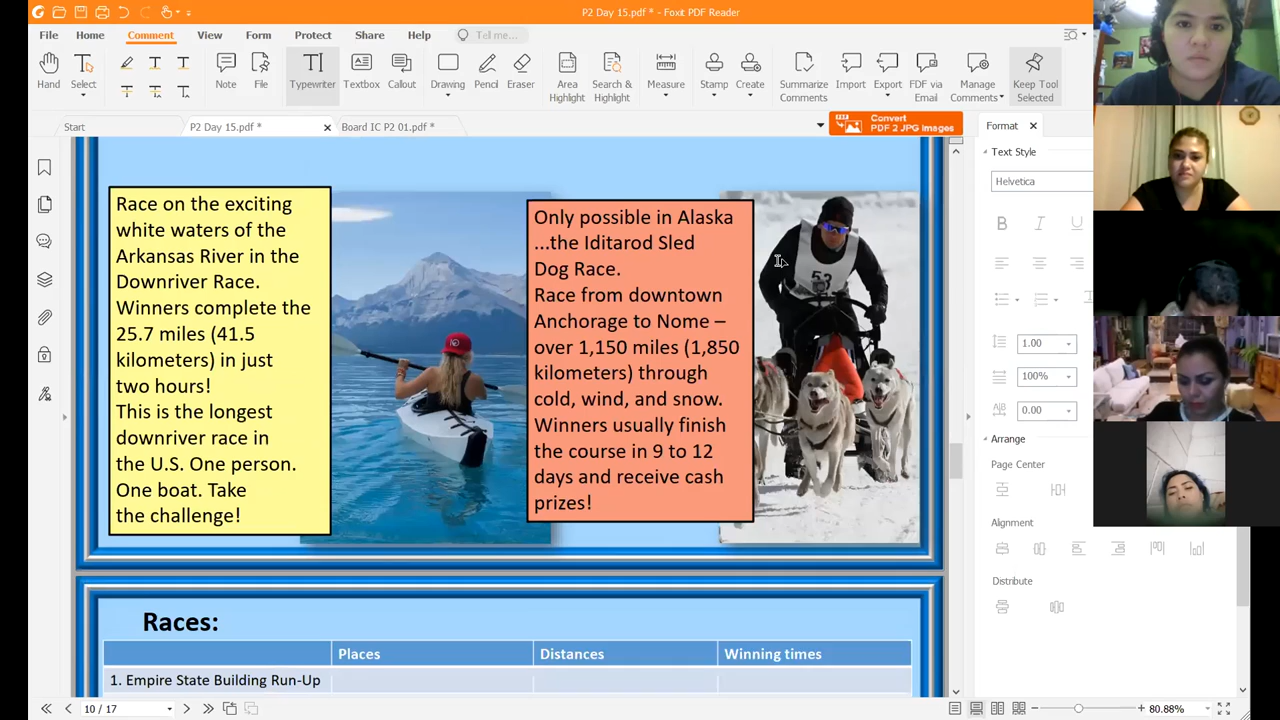 P2 Day 15.pdf * - Foxit PDF Reader
File Home Comment View Form Protect Share Help Tell me...
Hand Select Note File Typewriter Textbox Callout Drawing Pencil Eraser Area Highlight Search & Highlight Measure Stamp Create Summarize Comments Import Export FDF via Email Manage Comments Keep Tool Selected
Start P2 Day 15.pdf * Board IC P2 01.pdf * Convert PDF 2 JPG Images
Format
Text Style
Helvetica
B I U
1.00
100%
0.00
Arrange
Page Center
Alignment
Distribute
Race on the exciting
white waters of the
Arkansas River in the
Downriver Race.
Winners complete the
25.7 miles (41.5
kilometers) in just
two hours!
This is the longest
downriver race in
the U.S. One person.
One boat. Take
the challenge!
Only possible in Alaska
...the Iditarod Sled
Dog Race.
Race from downtown
Anchorage to Nome –
over 1,150 miles (1,850
kilometers) through
cold, wind, and snow.
Winners usually finish
the course in 9 to 12
days and receive cash
prizes!
3
Races:
Places Distances Winning times
1. Empire State Building Run-Up
10 / 17 80.88%